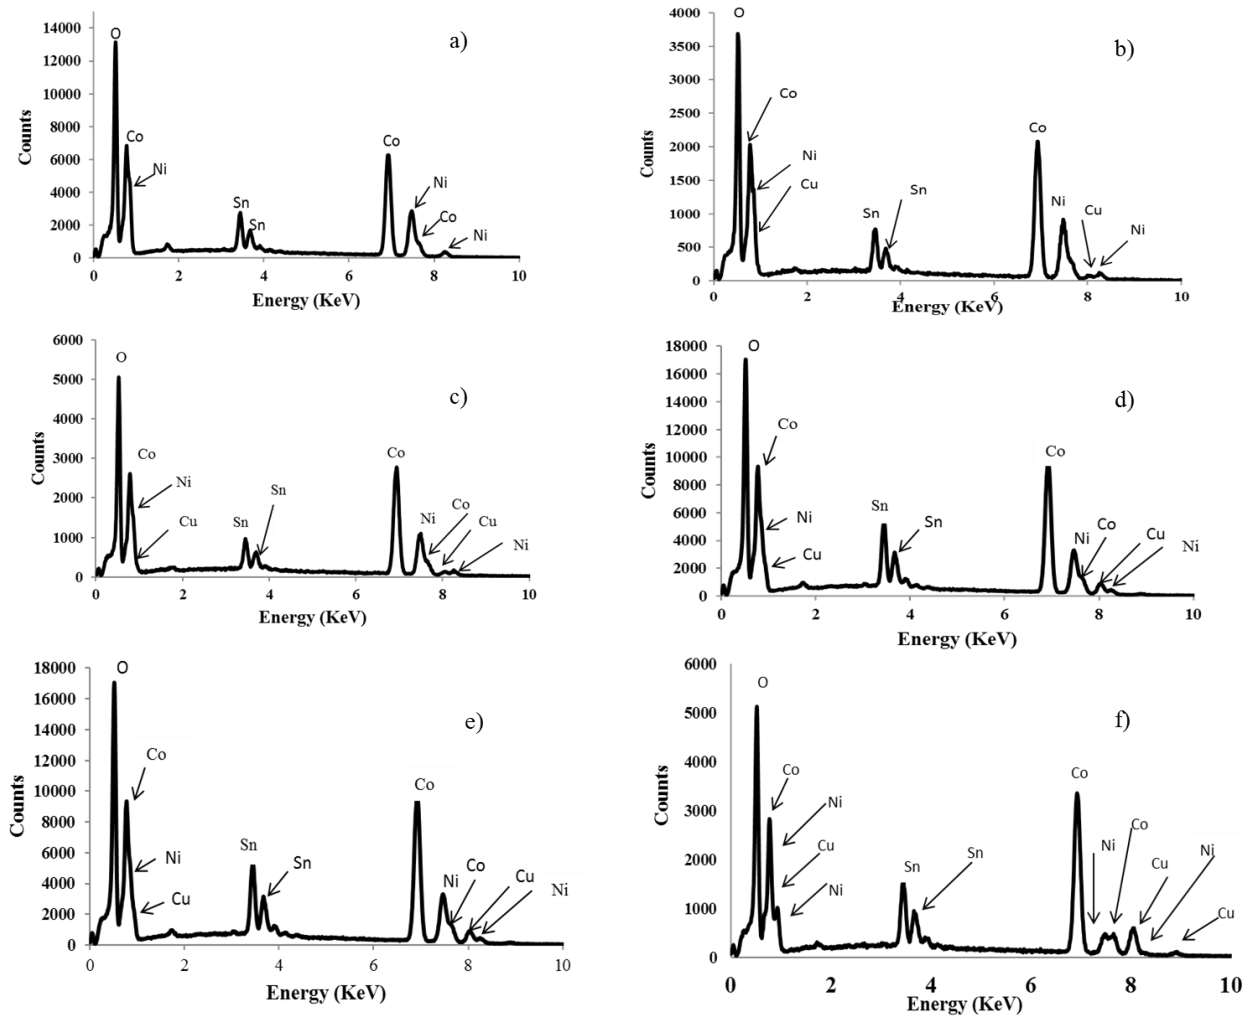 a)
14000
12000
10000
8000
6000
4000
2000
0
Counts
O
Co
Ni
Sn
Sn
Co
Ni
Co
Ni
0 2 4 6 8 10
Energy (KeV)
b)
4000
3500
3000
2500
2000
1500
1000
500
0
Counts
O
Co
Ni
Cu
Sn
Sn
Co
Ni
Cu
Ni
0 2 4 6 8 10
Energy (KeV)
c)
6000
5000
4000
3000
2000
1000
0
Counts
O
Co
Ni
Cu
Sn
Sn
Co
Ni
Co
Cu
Ni
0 2 4 6 8 10
Energy (KeV)
d)
18000
16000
14000
12000
10000
8000
6000
4000
2000
0
Counts
O
Co
Ni
Cu
Sn
Sn
Co
Ni
Co
Cu
Ni
0 2 4 6 8 10
Energy (KeV)
e)
18000
16000
14000
12000
10000
8000
6000
4000
2000
0
Counts
O
Co
Ni
Cu
Sn
Sn
Co
Ni
Co
Cu
Ni
0 2 4 6 8 10
Energy (KeV)
f)
6000
5000
4000
3000
2000
1000
0
Counts
O
Co
Ni
Cu
Ni
Sn
Sn
Co
Ni
Co
Cu
Ni
Cu
0 2 4 6 8 10
Energy (KeV)